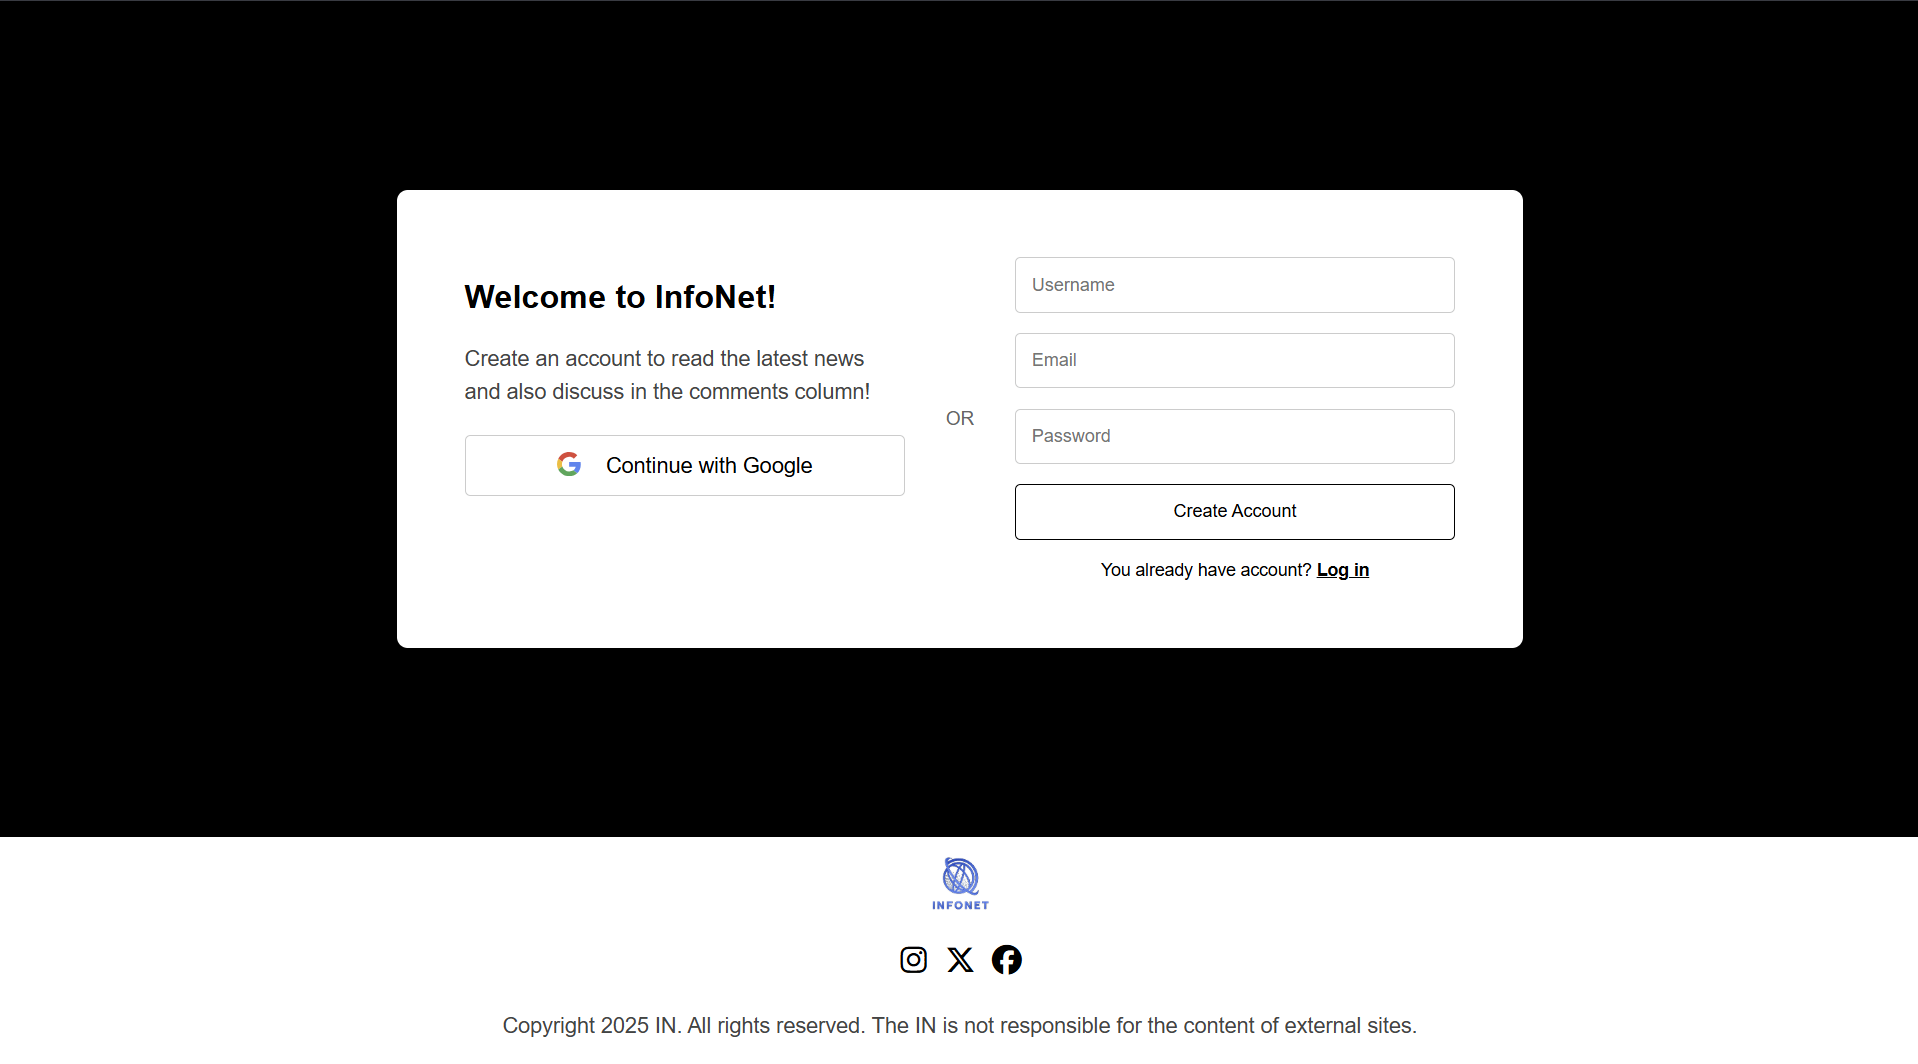 Welcome to InfoNet!
Create an account to read the latest news
and also discuss in the comments column!
Continue with Google
OR
Username
Email
Password
Create Account
You already have account? Log in
INFONET
Copyright 2025 IN. All rights reserved. The IN is not responsible for the content of external sites.